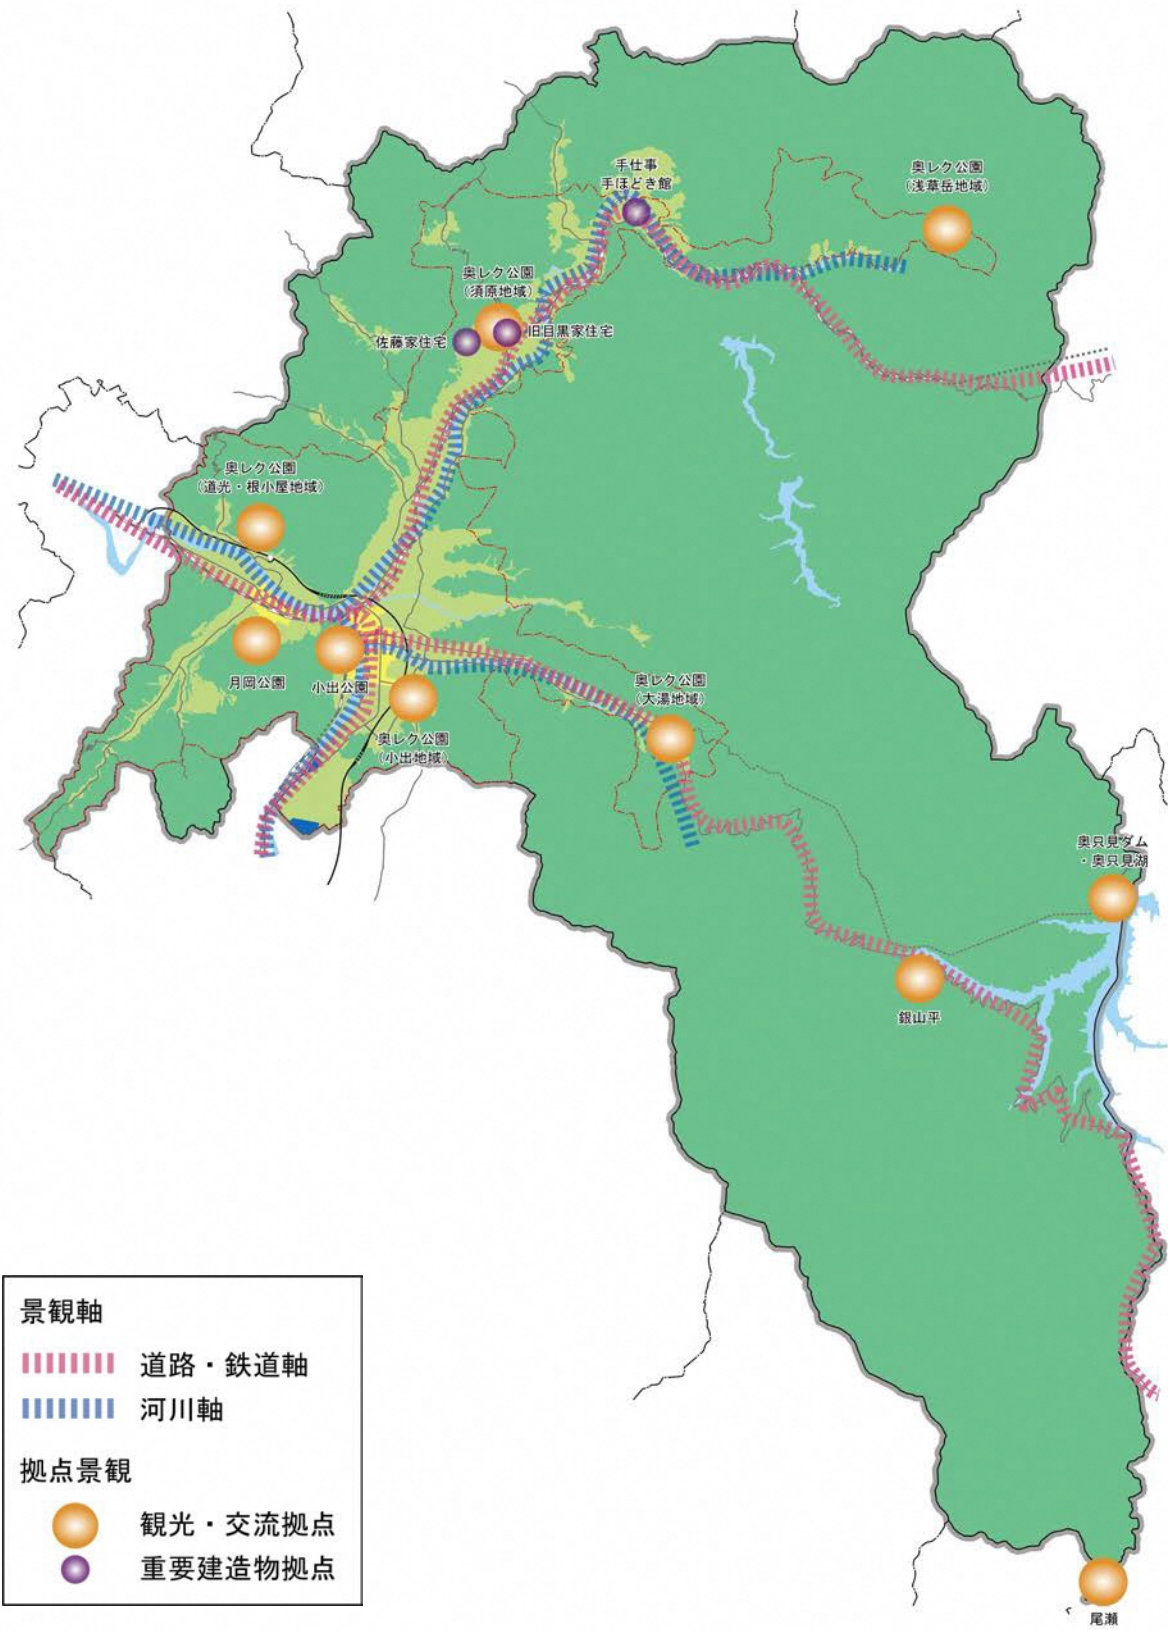 手仕事
手ほどき館
奥レク公園
(浅草岳地域)
奥レク公園
(須原地域)
佐藤家住宅
旧目黒家住宅
奥レク公園
(道光・根小屋地域)
月岡公園
小出公園
奥レク公園
(小出地域)
奥レク公園
(大湯地域)
奥只見ダム
・奥只見湖
銀山平
尾瀬
景観軸
道路・鉄道軸
河川軸
拠点景観
観光・交流拠点
重要建造物拠点